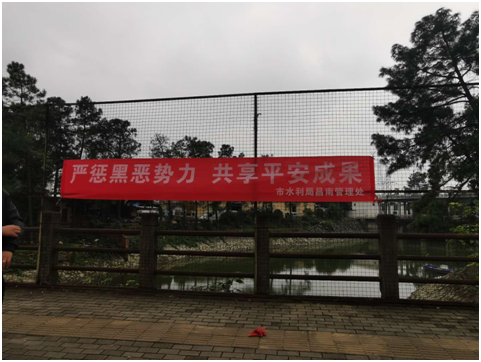 严惩黑恶势力 共享平安成果
市水利局昌南管理处